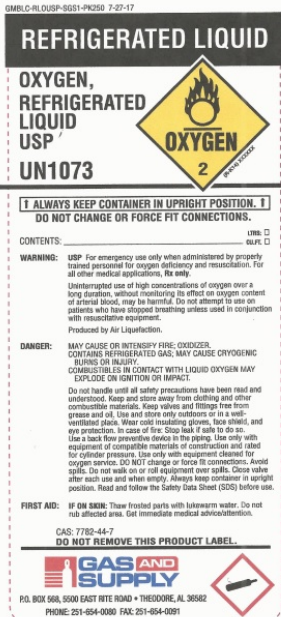 GMBLC-RLOUSP-SGS1-PK250 7-27-17
REFRIGERATED LIQUID
OXYGEN,
REFRIGERATED
LIQUID
USP
UN1073
OXYGEN
2
↑ ALWAYS KEEP CONTAINER IN UPRIGHT POSITION. ↑
DO NOT CHANGE OR FORCE FIT CONNECTIONS.
LTRS: ☐
CONTENTS: CU.FT. ☐
WARNING: USP For emergency use only when administered by properly
trained personnel for oxygen deficiency and resuscitation. For
all other medical applications, Rx only.
Uninterrupted use of high concentrations of oxygen over a
long duration, without monitoring its effect on oxygen content
of arterial blood, may be harmful. Do not attempt to use on
patients who have stopped breathing unless used in conjunction
with resuscitative equipment.
Produced by Air Liquefaction.
DANGER: MAY CAUSE OR INTENSIFY FIRE; OXIDIZER.
CONTAINS REFRIGERATED GAS; MAY CAUSE CRYOGENIC
BURNS OR INJURY.
COMBUSTIBLES IN CONTACT WITH LIQUID OXYGEN MAY
EXPLODE ON IGNITION OR IMPACT.
Do not handle until all safety precautions have been read and
understood. Keep and store away from clothing and other
combustible materials. Keep valves and fittings free from
grease and oil. Use and store only outdoors or in a well-
ventilated place. Wear cold insulating gloves, face shield, and
eye protection. In case of fire: Stop leak if safe to do so.
Use a back flow preventive device in the piping. Use only with
equipment of compatible materials of construction and rated
for cylinder pressure. Use only with equipment cleaned for
oxygen service. DO NOT change or force fit connections. Avoid
spills. Do not walk on or roll equipment over spills. Close valve
after each use and when empty. Always keep container in upright
position. Read and follow the Safety Data Sheet (SDS) before use.
FIRST AID: IF ON SKIN: Thaw frosted parts with lukewarm water. Do not
rub affected area. Get immediate medical advice/attention.
CAS: 7782-44-7
DO NOT REMOVE THIS PRODUCT LABEL.
GAS AND
SUPPLY
P.O. BOX 568, 5500 EAST RITE ROAD • THEODORE, AL 36582
PHONE: 251-654-0080 FAX: 251-654-0091